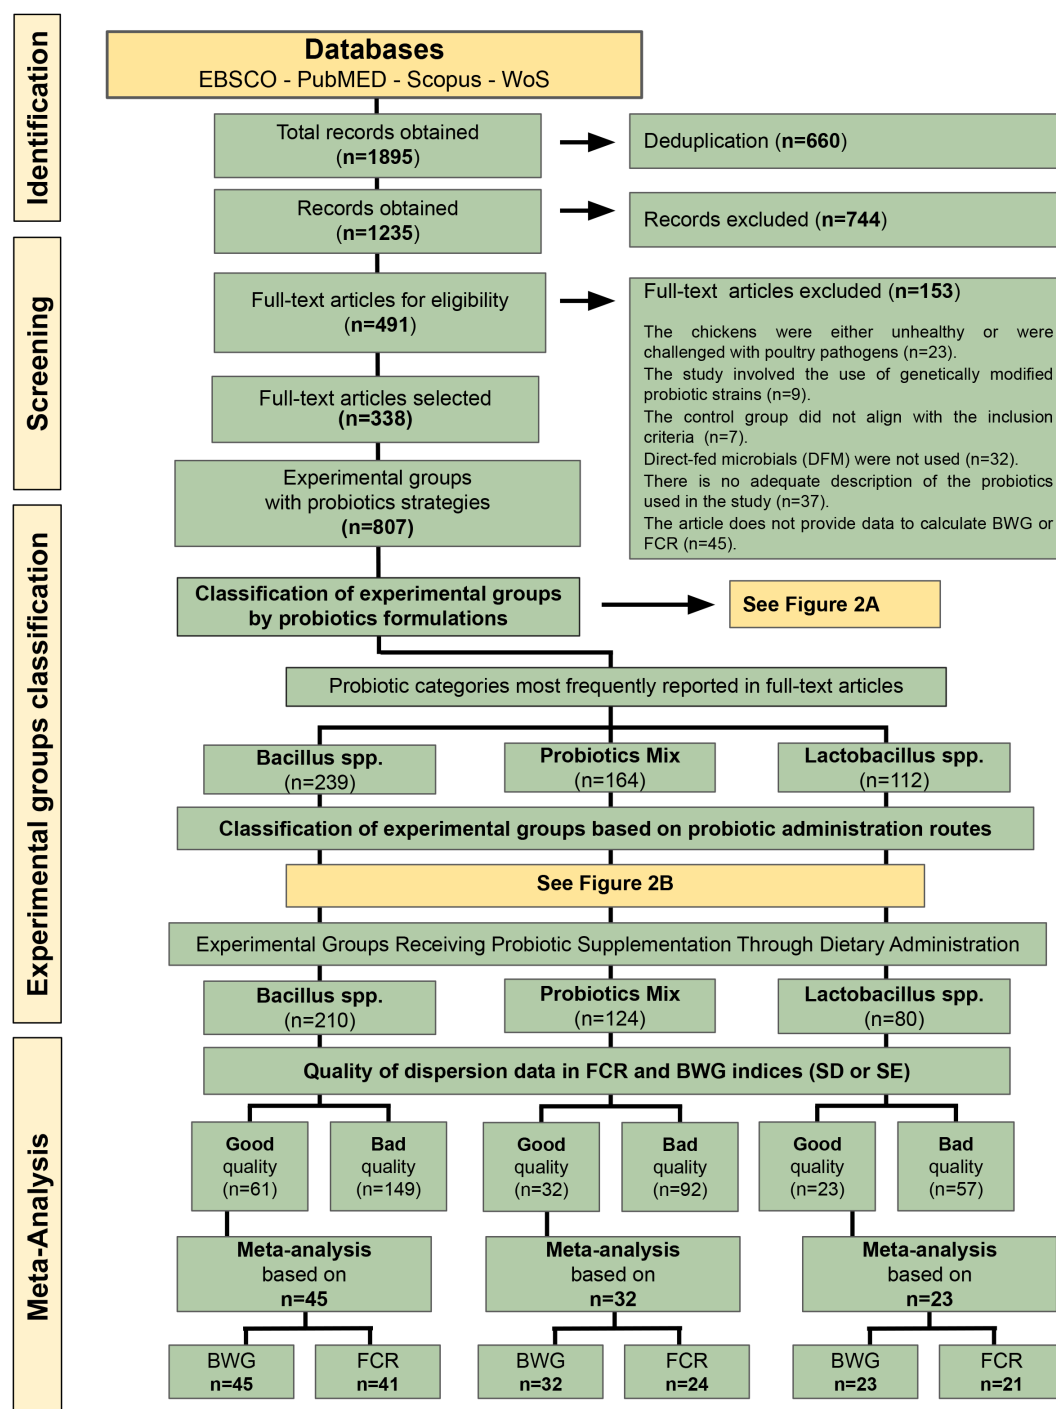 Identification
Databases
EBSCO - PubMED - Scopus - WoS
Total records obtained
(n=1895)
Deduplication (n=660)
Records obtained
(n=1235)
Records excluded (n=744)
Screening
Full-text articles for eligibility
(n=491)
Full-text articles excluded (n=153)
The chickens were either unhealthy or were
challenged with poultry pathogens (n=23).
The study involved the use of genetically modified
probiotic strains (n=9).
The control group did not align with the inclusion
criteria (n=7).
Direct-fed microbials (DFM) were not used (n=32).
There is no adequate description of the probiotics
used in the study (n=37).
The article does not provide data to calculate BWG or
FCR (n=45).
Full-text articles selected
(n=338)
Experimental groups
with probiotics strategies
(n=807)
Experimental groups classification
Classification of experimental groups
by probiotics formulations
See Figure 2A
Probiotic categories most frequently reported in full-text articles
Bacillus spp.
(n=239)
Probiotics Mix
(n=164)
Lactobacillus spp.
(n=112)
Classification of experimental groups based on probiotic administration routes
See Figure 2B
Experimental Groups Receiving Probiotic Supplementation Through Dietary Administration
Bacillus spp.
(n=210)
Probiotics Mix
(n=124)
Lactobacillus spp.
(n=80)
Meta-Analysis
Quality of dispersion data in FCR and BWG indices (SD or SE)
Good
quality
(n=61)
Bad
quality
(n=149)
Good
quality
(n=32)
Bad
quality
(n=92)
Good
quality
(n=23)
Bad
quality
(n=57)
Meta-analysis
based on
n=45
Meta-analysis
based on
n=32
Meta-analysis
based on
n=23
BWG
n=45
FCR
n=41
BWG
n=32
FCR
n=24
BWG
n=23
FCR
n=21